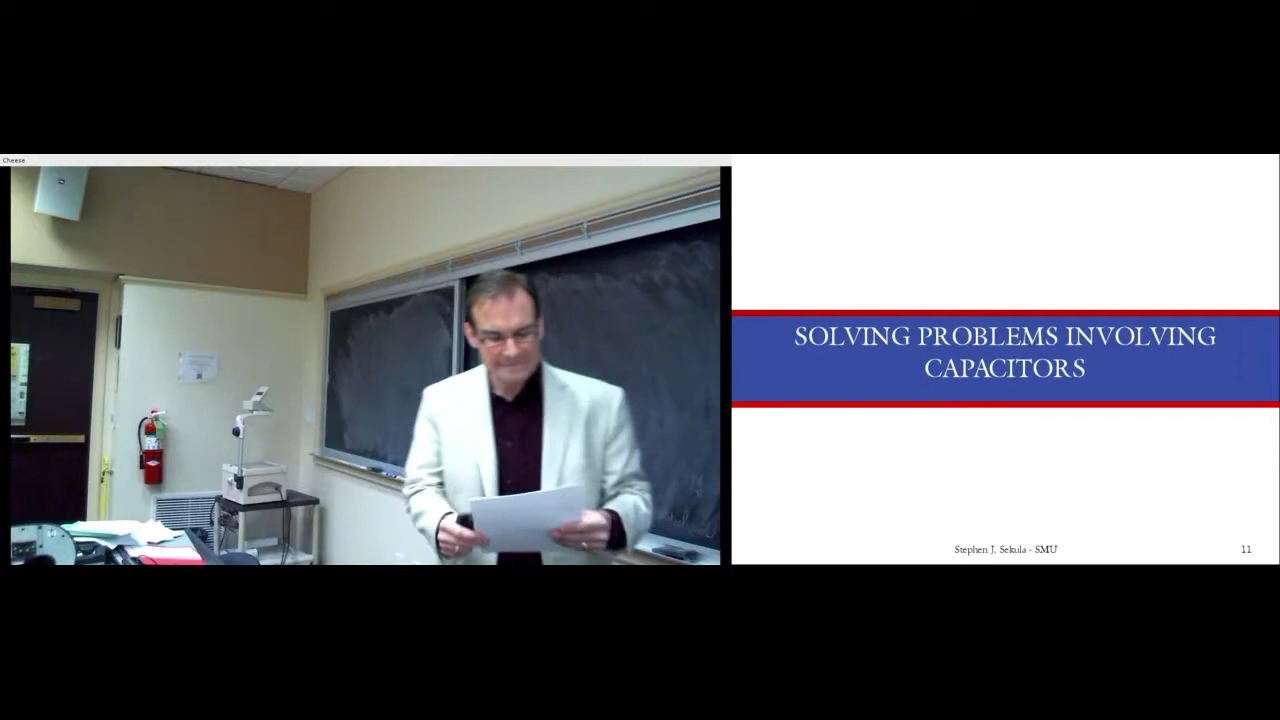 Cheese
SOLVING PROBLEMS INVOLVING
CAPACITORS
Stephen J. Sekula - SMU
11